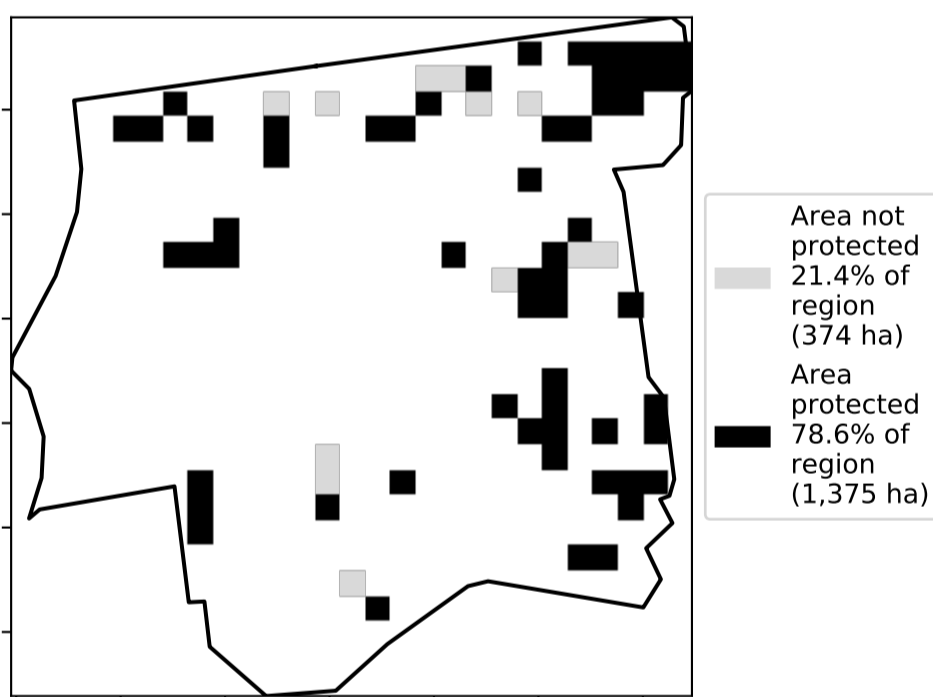 Area not
protected
21.4% of
region
(374 ha)
Area
protected
78.6% of
region
(1,375 ha)